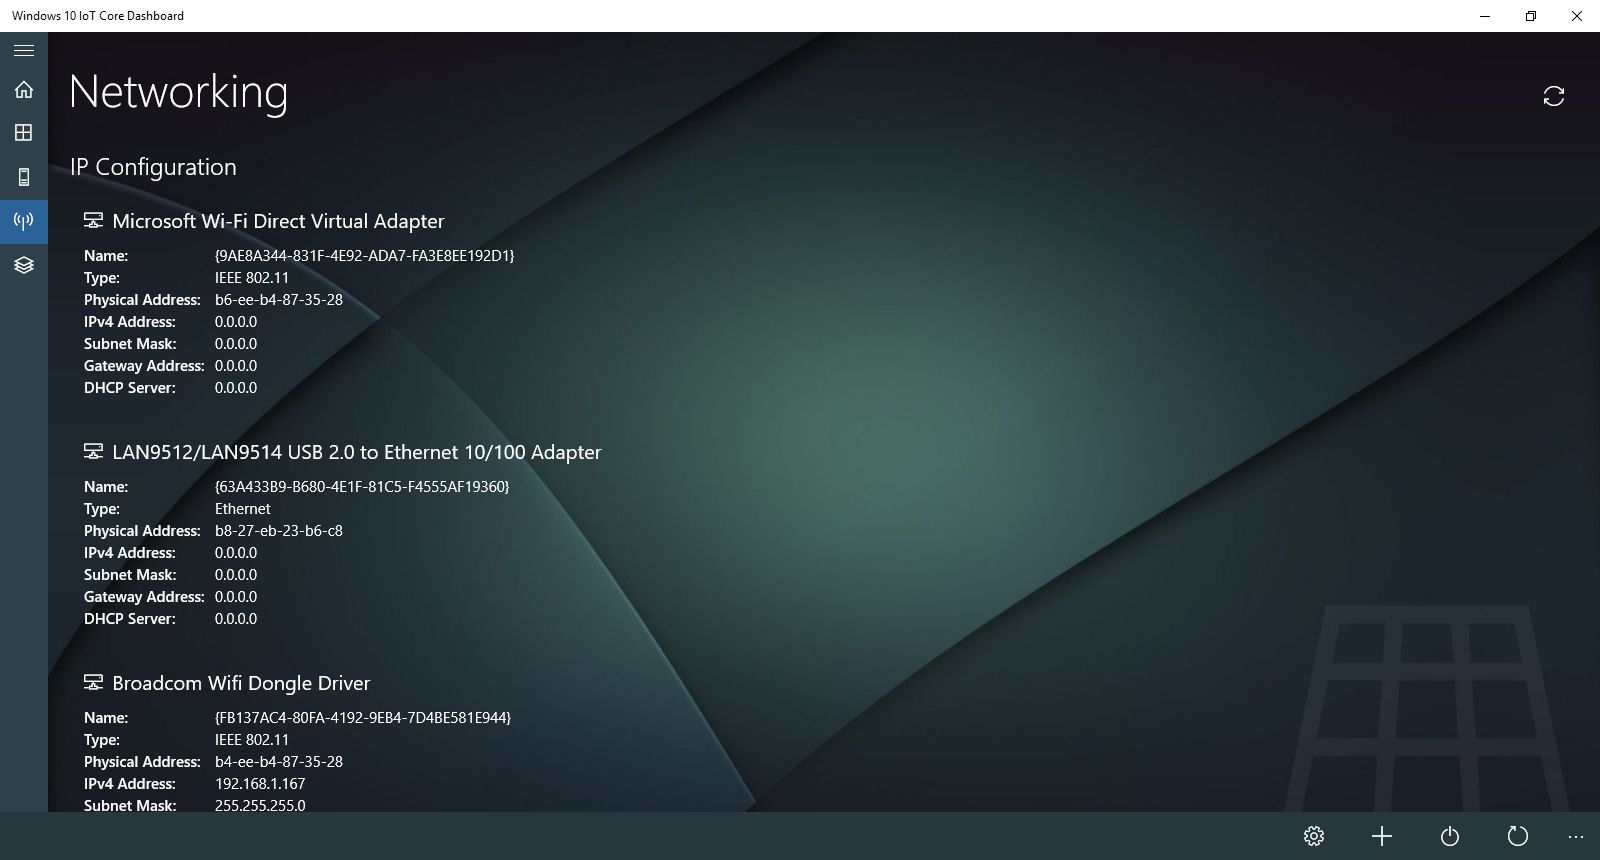 Windows 10 IoT Core Dashboard
Networking
IP Configuration
Microsoft Wi-Fi Direct Virtual Adapter
Name: {9AE8A344-831F-4E92-ADA7-FA3E8EE192D1}
Type: IEEE 802.11
Physical Address: b6-ee-b4-87-35-28
IPv4 Address: 0.0.0.0
Subnet Mask: 0.0.0.0
Gateway Address: 0.0.0.0
DHCP Server: 0.0.0.0
LAN9512/LAN9514 USB 2.0 to Ethernet 10/100 Adapter
Name: {63A433B9-B680-4E1F-81C5-F4555AF19360}
Type: Ethernet
Physical Address: b8-27-eb-23-b6-c8
IPv4 Address: 0.0.0.0
Subnet Mask: 0.0.0.0
Gateway Address: 0.0.0.0
DHCP Server: 0.0.0.0
Broadcom Wifi Dongle Driver
Name: {FB137AC4-80FA-4192-9EB4-7D4BE581E944}
Type: IEEE 802.11
Physical Address: b4-ee-b4-87-35-28
IPv4 Address: 192.168.1.167
Subnet Mask: 255.255.255.0